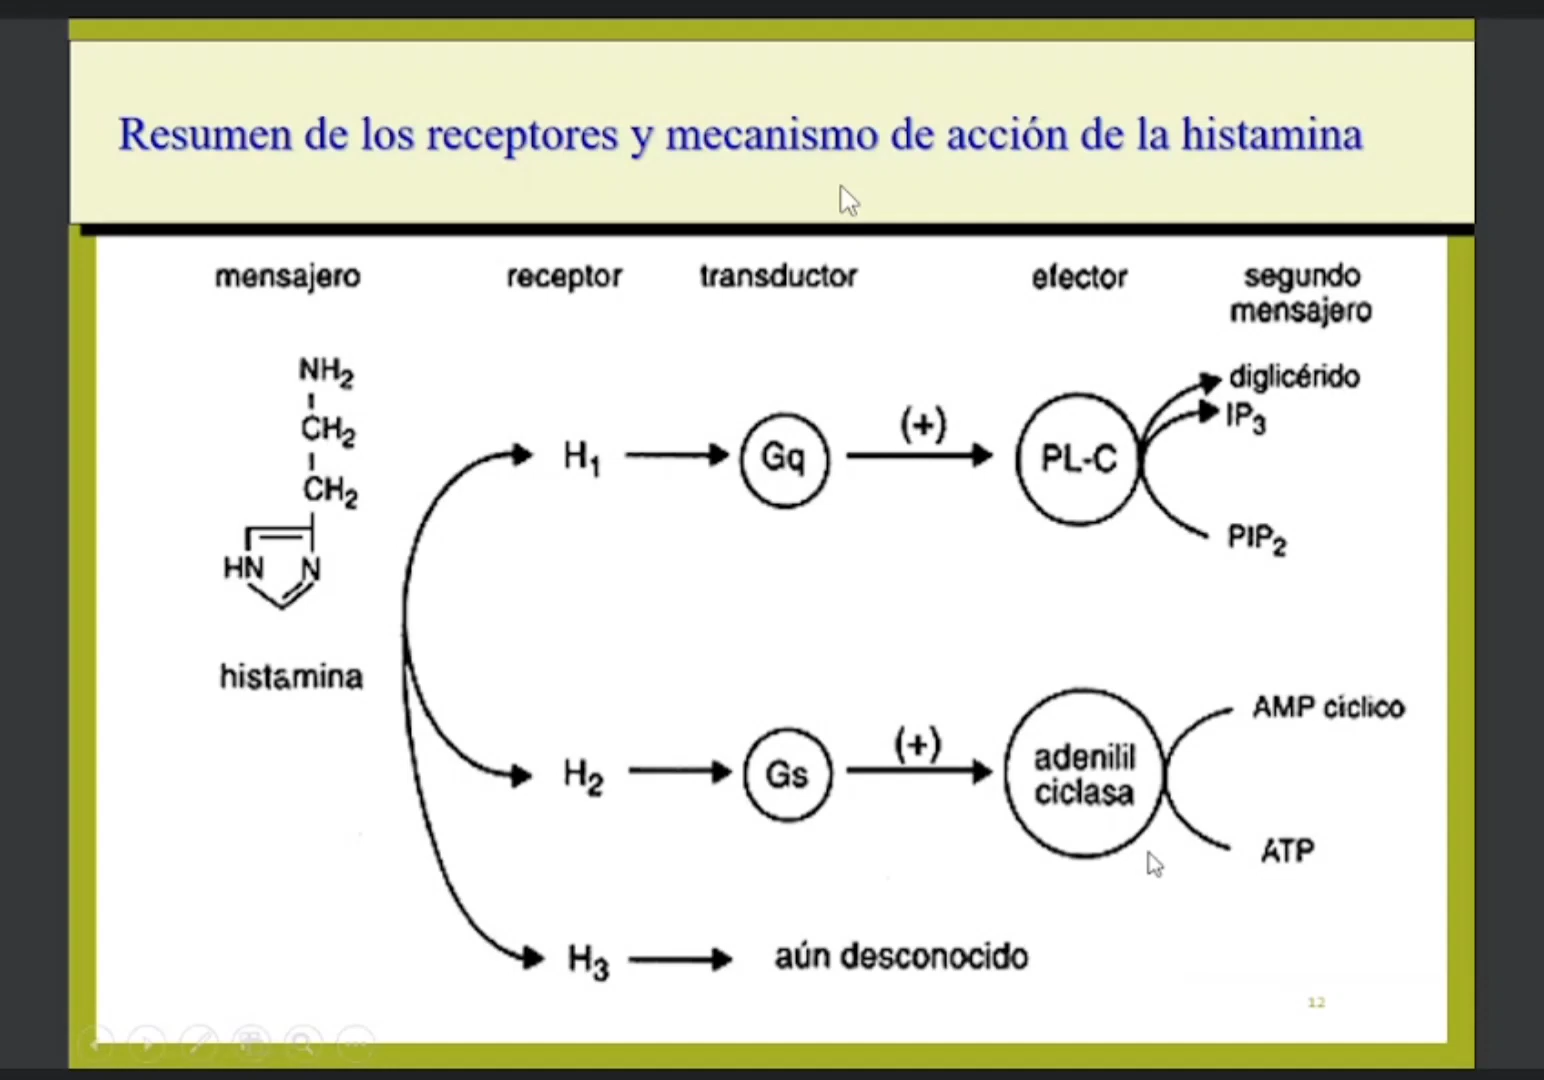 Resumen de los receptores y mecanismo de acción de la histamina
mensajero receptor transductor efector segundo
mensajero
NH2
CH2
CH2
HN N
histamina
H1 Gq (+) PL-C diglicérido
IP3
PIP2
H2 Gs (+) adenilil
ciclasa
AMP cíclico
ATP
H3 aún desconocido
12